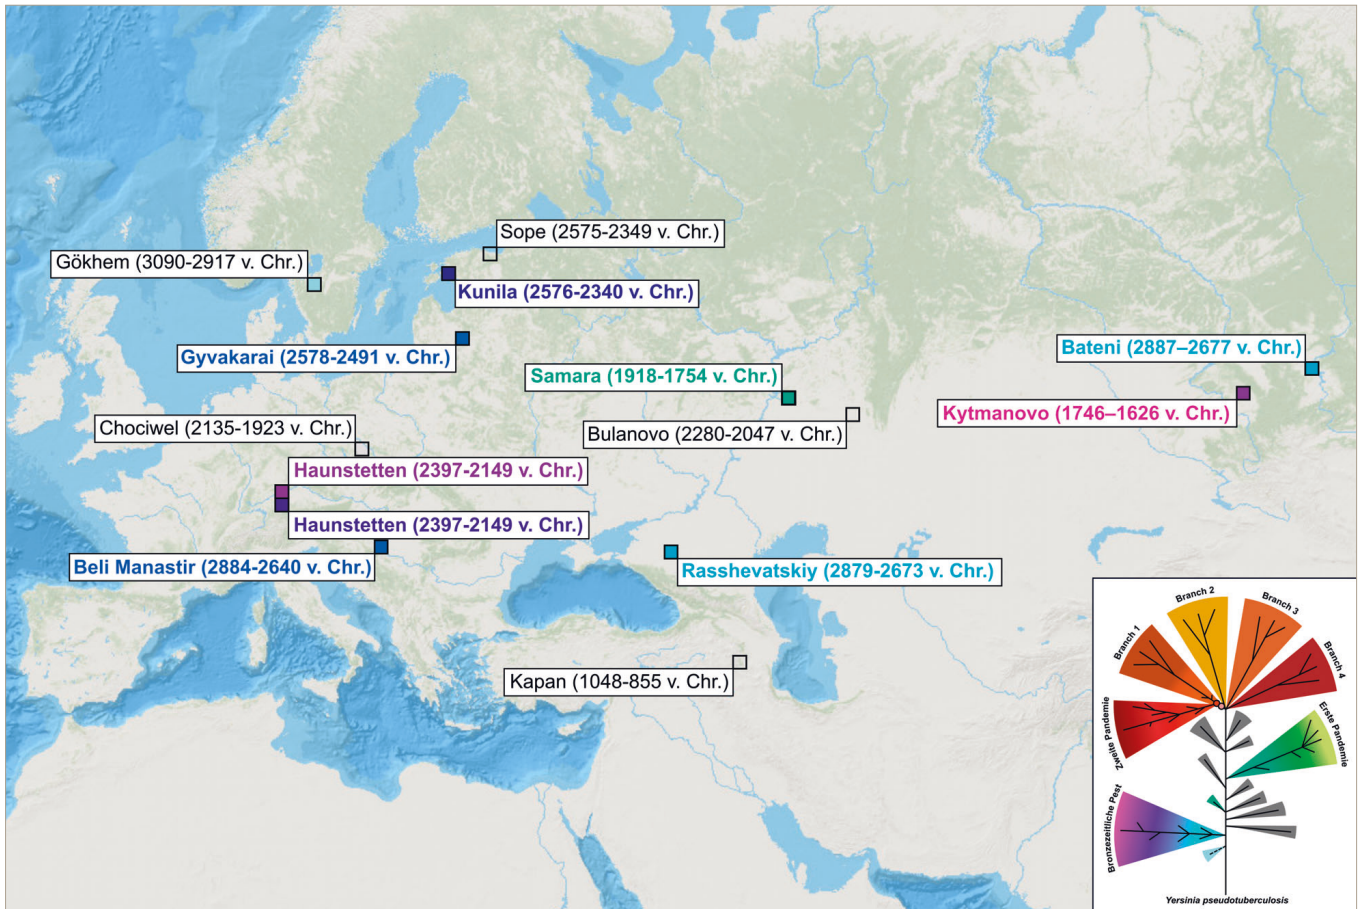 Sope (2575-2349 v. Chr.)
Gökhem (3090-2917 v. Chr.)
Kunila (2576-2340 v. Chr.)
Gyvakarai (2578-2491 v. Chr.)
Bateni (2887–2677 v. Chr.)
Samara (1918-1754 v. Chr.)
Kytmanovo (1746–1626 v. Chr.)
Chociwel (2135-1923 v. Chr.)
Bulanovo (2280-2047 v. Chr.)
Haunstetten (2397-2149 v. Chr.)
Haunstetten (2397-2149 v. Chr.)
Beli Manastir (2884-2640 v. Chr.)
Rasshevatskiy (2879-2673 v. Chr.)
Kapan (1048-855 v. Chr.)
Branch 2
Branch 3
Branch 1
Branch 4
Zweite Pandemie
Erste Pandemie
Bronzezeitliche Pest
Yersinia pseudotuberculosis